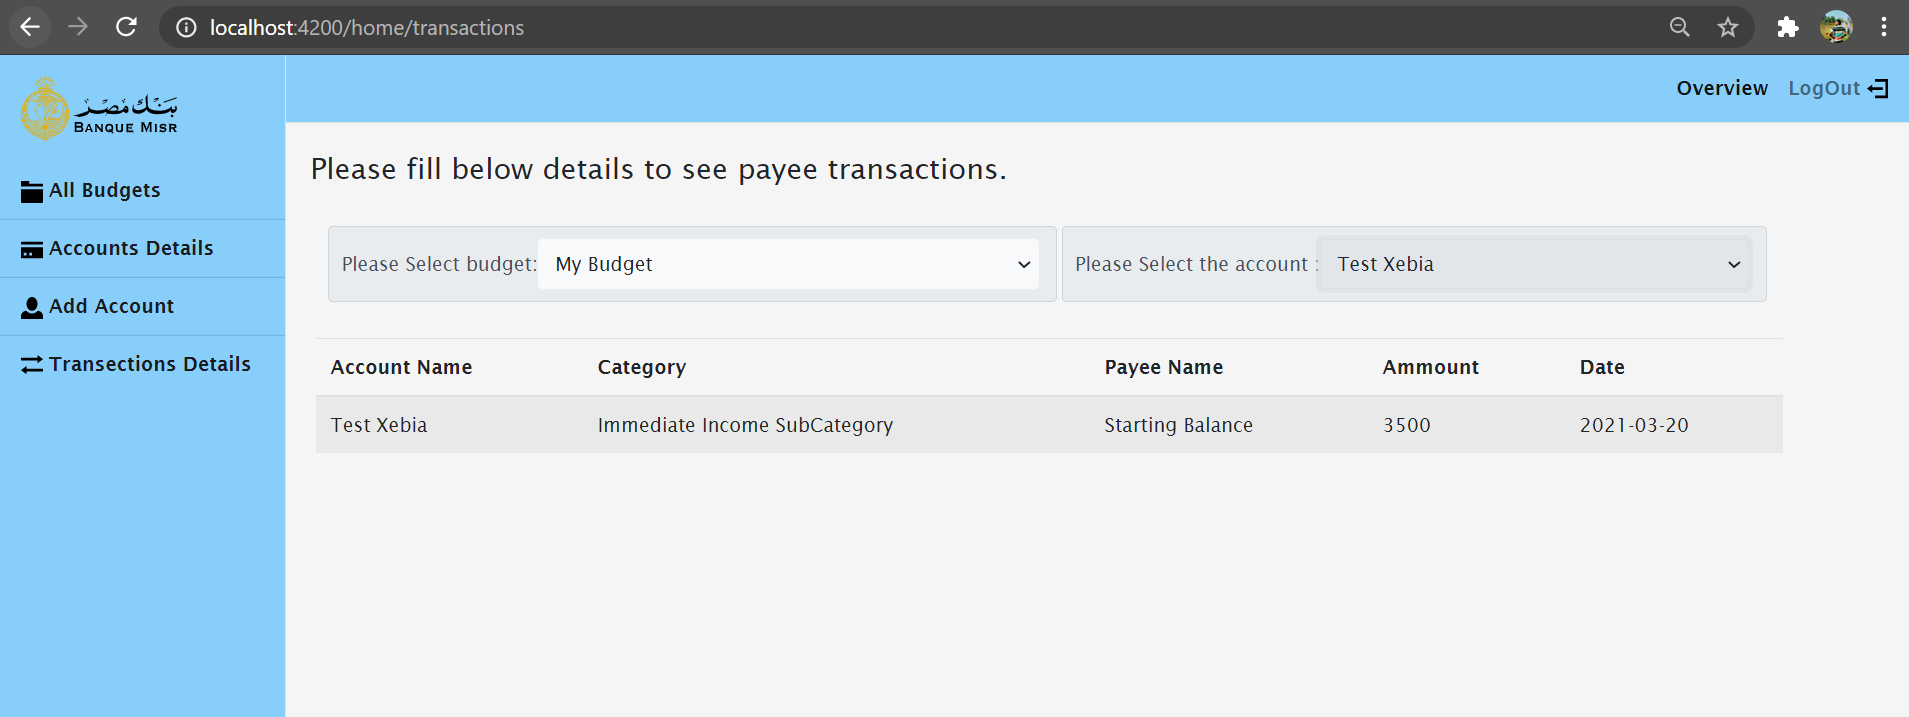 localhost:4200/home/transactions
بنك مصر
BANQUE MISR
Overview LogOut
All Budgets
Accounts Details
Add Account
Transections Details
Please fill below details to see payee transactions.
Please Select budget: My Budget
Please Select the account : Test Xebia
Account Name Category Payee Name Ammount Date
Test Xebia Immediate Income SubCategory Starting Balance 3500 2021-03-20